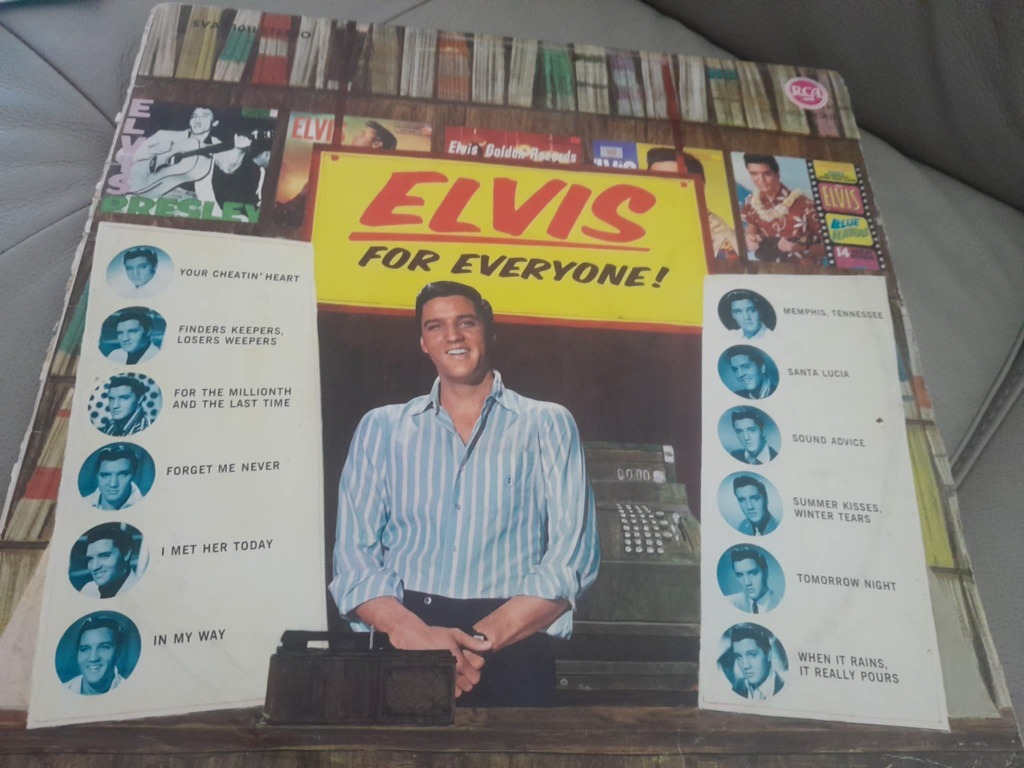 STEREO
RCA
ELVIS
PRESLEY
ELVIS
Elvis' Golden Records
ELVIS
BLUE
HAWAII
14
ELVIS
FOR EVERYONE!
YOUR CHEATIN' HEART
FINDERS KEEPERS,
LOSERS WEEPERS
FOR THE MILLIONTH
AND THE LAST TIME
FORGET ME NEVER
I MET HER TODAY
IN MY WAY
MEMPHIS, TENNESSEE
SANTA LUCIA
SOUND ADVICE
SUMMER KISSES,
WINTER TEARS
TOMORROW NIGHT
WHEN IT RAINS,
IT REALLY POURS